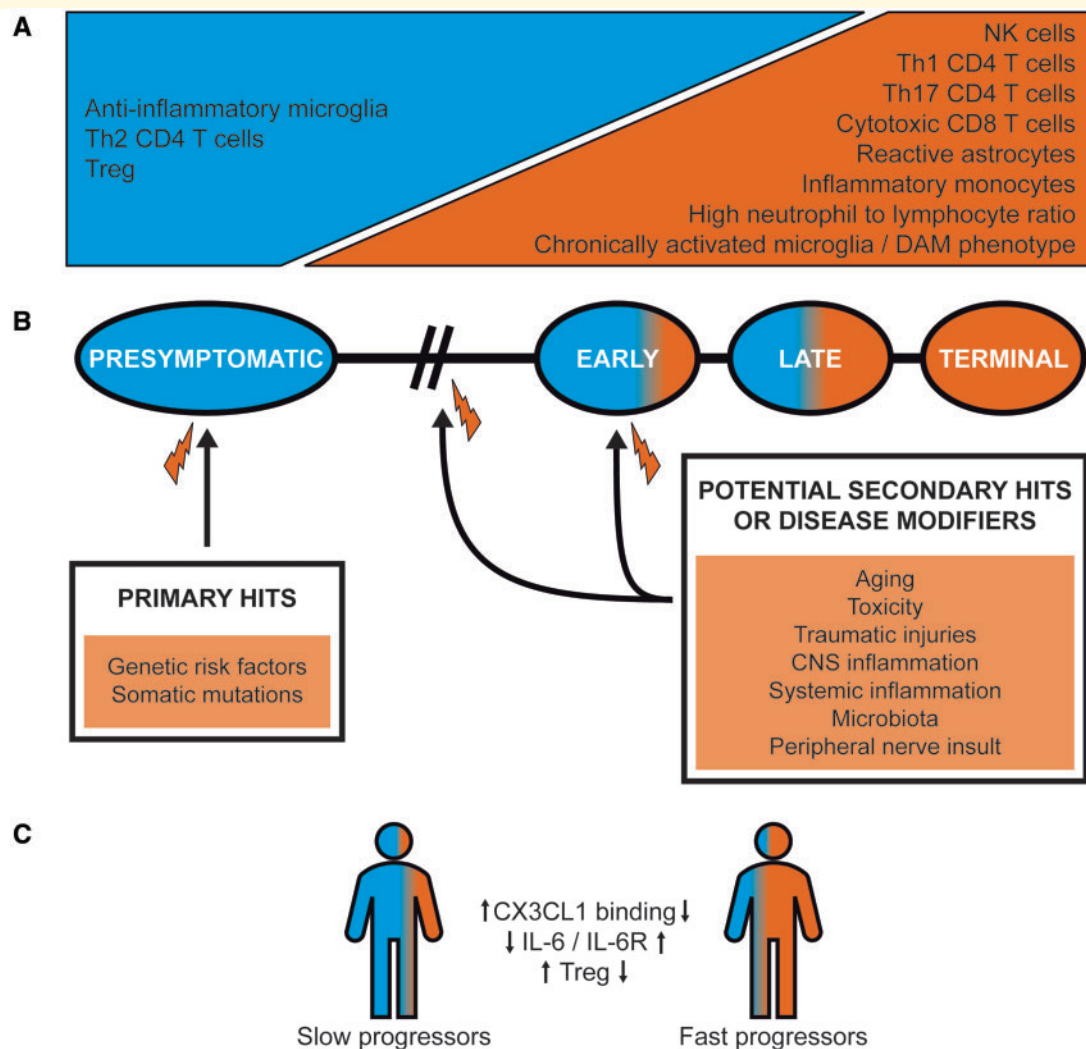 A
Anti-inflammatory microglia
Th2 CD4 T cells
Treg
NK cells
Th1 CD4 T cells
Th17 CD4 T cells
Cytotoxic CD8 T cells
Reactive astrocytes
Inflammatory monocytes
High neutrophil to lymphocyte ratio
Chronically activated microglia / DAM phenotype
B
PRESYMPTOMATIC
EARLY
LATE
TERMINAL
PRIMARY HITS
Genetic risk factors
Somatic mutations
POTENTIAL SECONDARY HITS
OR DISEASE MODIFIERS
Aging
Toxicity
Traumatic injuries
CNS inflammation
Systemic inflammation
Microbiota
Peripheral nerve insult
C
↑CX3CL1 binding↓
↓ IL-6 / IL-6R ↑
↑ Treg ↓
Slow progressors
Fast progressors